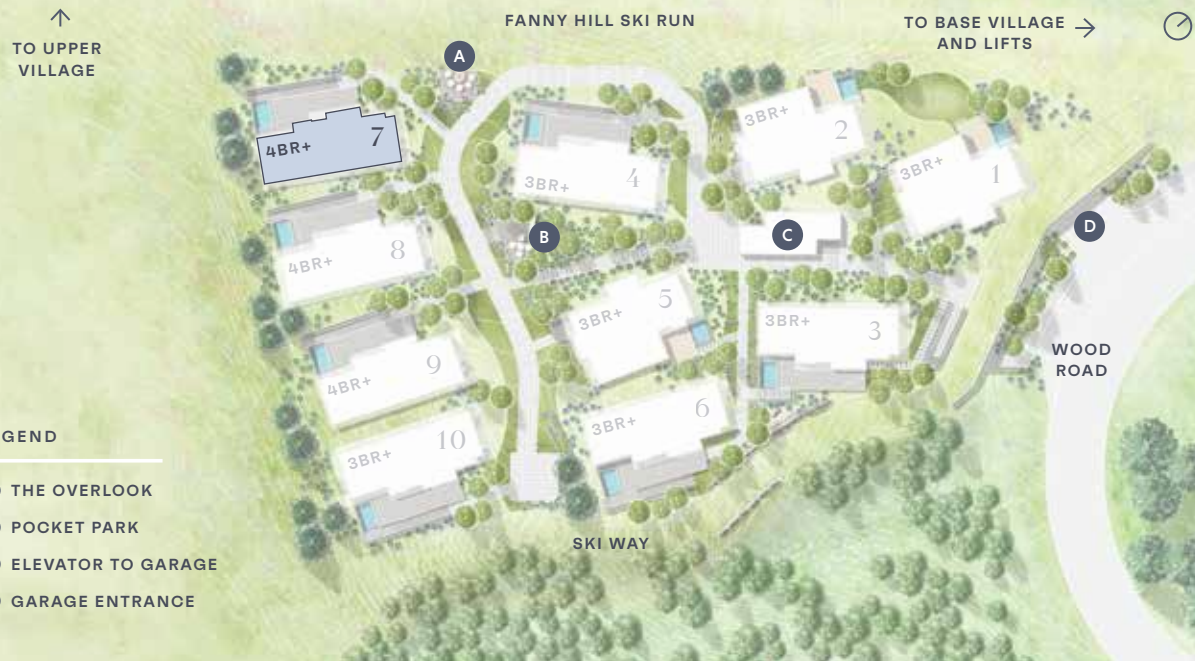 FANNY HILL SKI RUN
TO BASE VILLAGE
AND LIFTS
TO UPPER
VILLAGE
A
7
4BR+
3BR+
2
4
3BR+
3BR+
1
8
4BR+
B
C
D
5
3BR+
3BR+
3
9
4BR+
WOOD
ROAD
6
3BR+
10
3BR+
GEND
THE OVERLOOK
POCKET PARK
ELEVATOR TO GARAGE
GARAGE ENTRANCE
SKI WAY